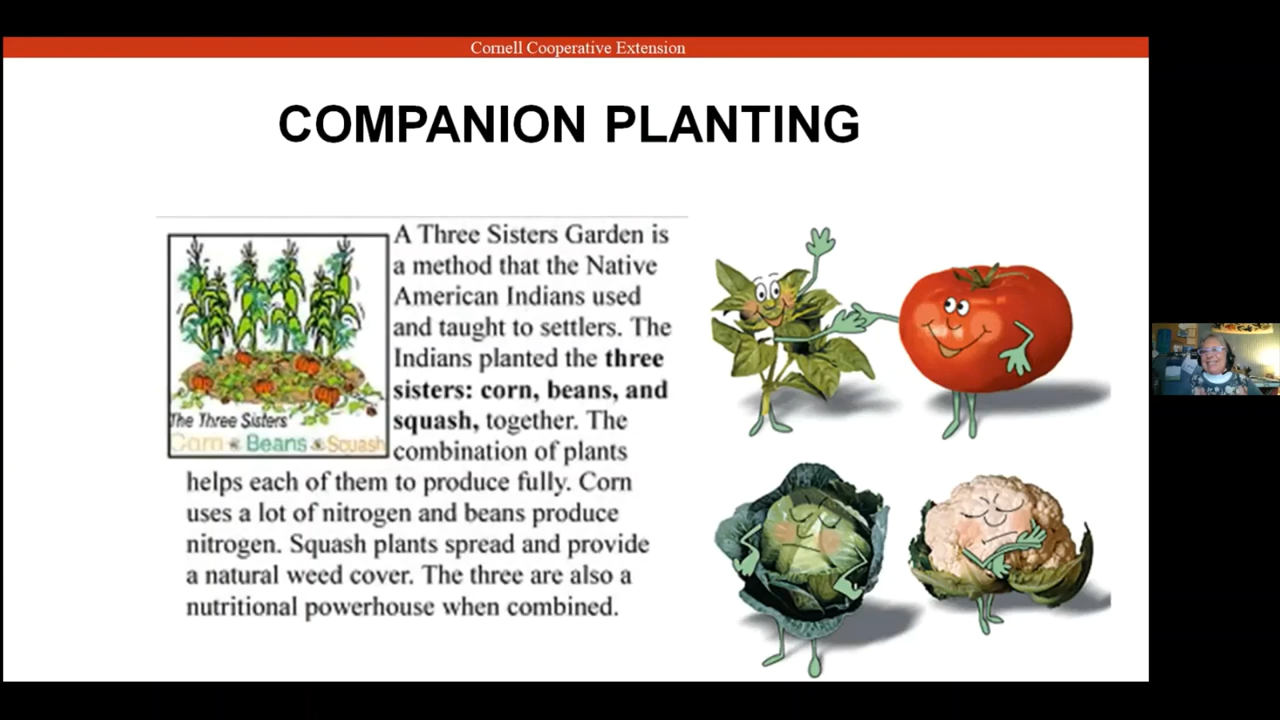 Cornell Cooperative Extension
COMPANION PLANTING
A Three Sisters Garden is
a method that the Native
American Indians used
and taught to settlers. The
Indians planted the three
sisters: corn, beans, and
squash, together. The
combination of plants
helps each of them to produce fully. Corn
uses a lot of nitrogen and beans produce
nitrogen. Squash plants spread and provide
a natural weed cover. The three are also a
nutritional powerhouse when combined.
The Three Sisters
Corn Beans Squash